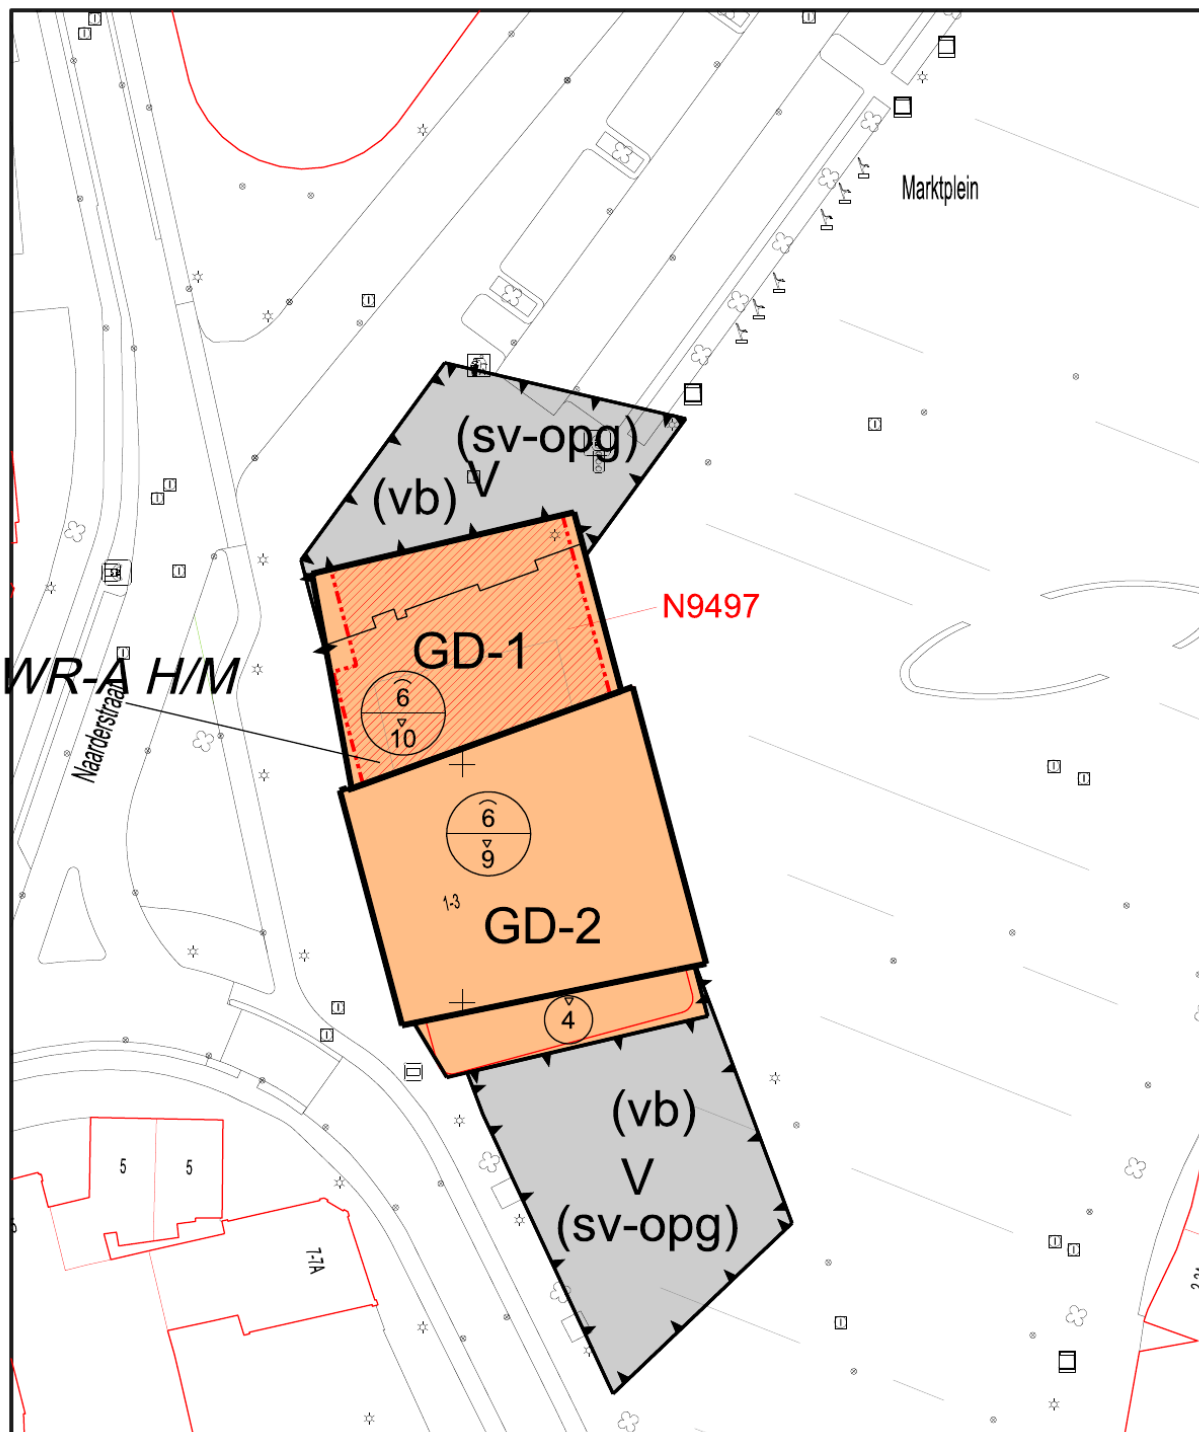 Marktplein
(sv-opg)
V
(vb)
N9497
GD-1
WR-A H/M
Naarderstraat
6
10
6
9
1-3
GD-2
4
(vb)
V
(sv-opg)
5
5
7-7A